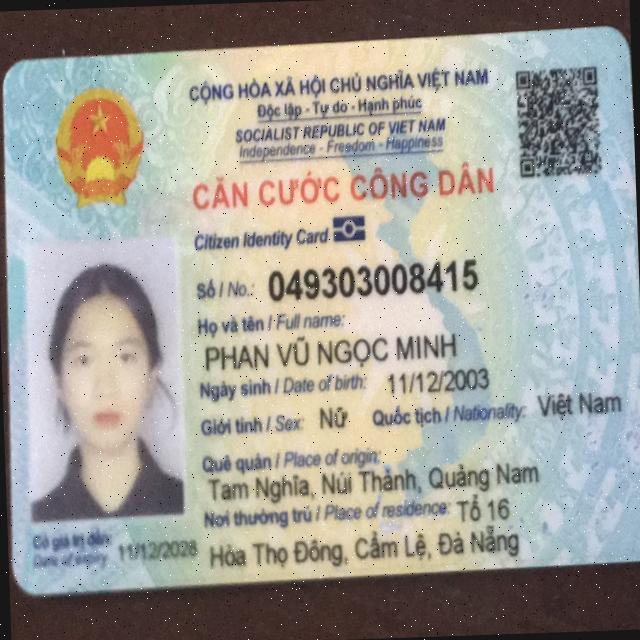 CỘNG HÒA XÃ HỘI CHỦ NGHĨA VIỆT NAM
Độc lập - Tự do - Hạnh phúc
SOCIALIST REPUBLIC OF VIET NAM
Independence - Freedom - Happiness
CĂN CƯỚC CÔNG DÂN
Citizen Identity Card
Số / No.: 049303008415
Họ và tên / Full name:
PHAN VŨ NGỌC MINH
Ngày sinh / Date of birth: 11/12/2003
Giới tính / Sex: Nữ Quốc tịch / Nationality: Việt Nam
Quê quán / Place of origin:
Tam Nghĩa, Núi Thành, Quảng Nam
Nơi thường trú / Place of residence: Tổ 16
Hòa Thọ Đông, Cẩm Lệ, Đà Nẵng
Có giá trị đến:
Date of expiry 11/12/2028